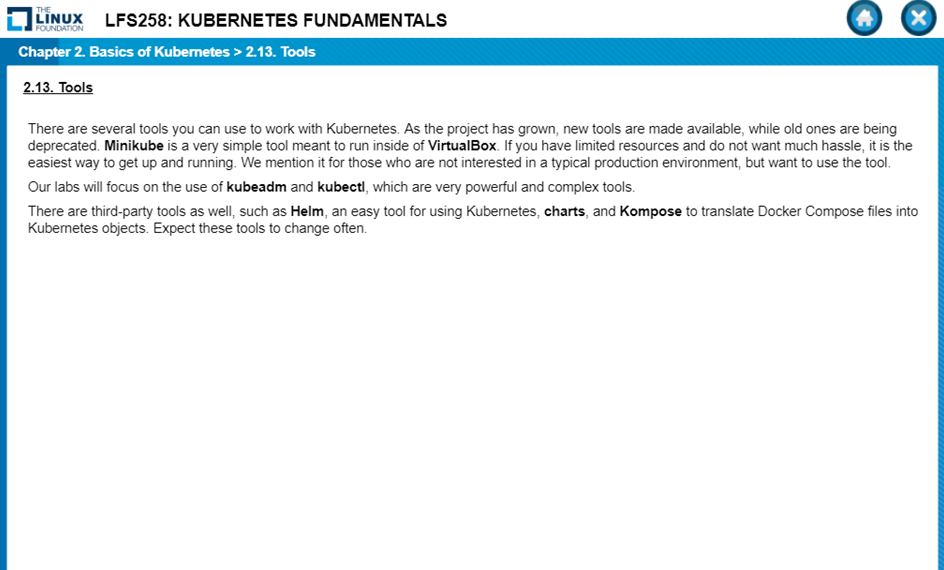 THE
LINUX
FOUNDATION
LFS258: KUBERNETES FUNDAMENTALS
Chapter 2. Basics of Kubernetes > 2.13. Tools
2.13. Tools
There are several tools you can use to work with Kubernetes. As the project has grown, new tools are made available, while old ones are being
deprecated. Minikube is a very simple tool meant to run inside of VirtualBox. If you have limited resources and do not want much hassle, it is the
easiest way to get up and running. We mention it for those who are not interested in a typical production environment, but want to use the tool.
Our labs will focus on the use of kubeadm and kubectl, which are very powerful and complex tools.
There are third-party tools as well, such as Helm, an easy tool for using Kubernetes, charts, and Kompose to translate Docker Compose files into
Kubernetes objects. Expect these tools to change often.